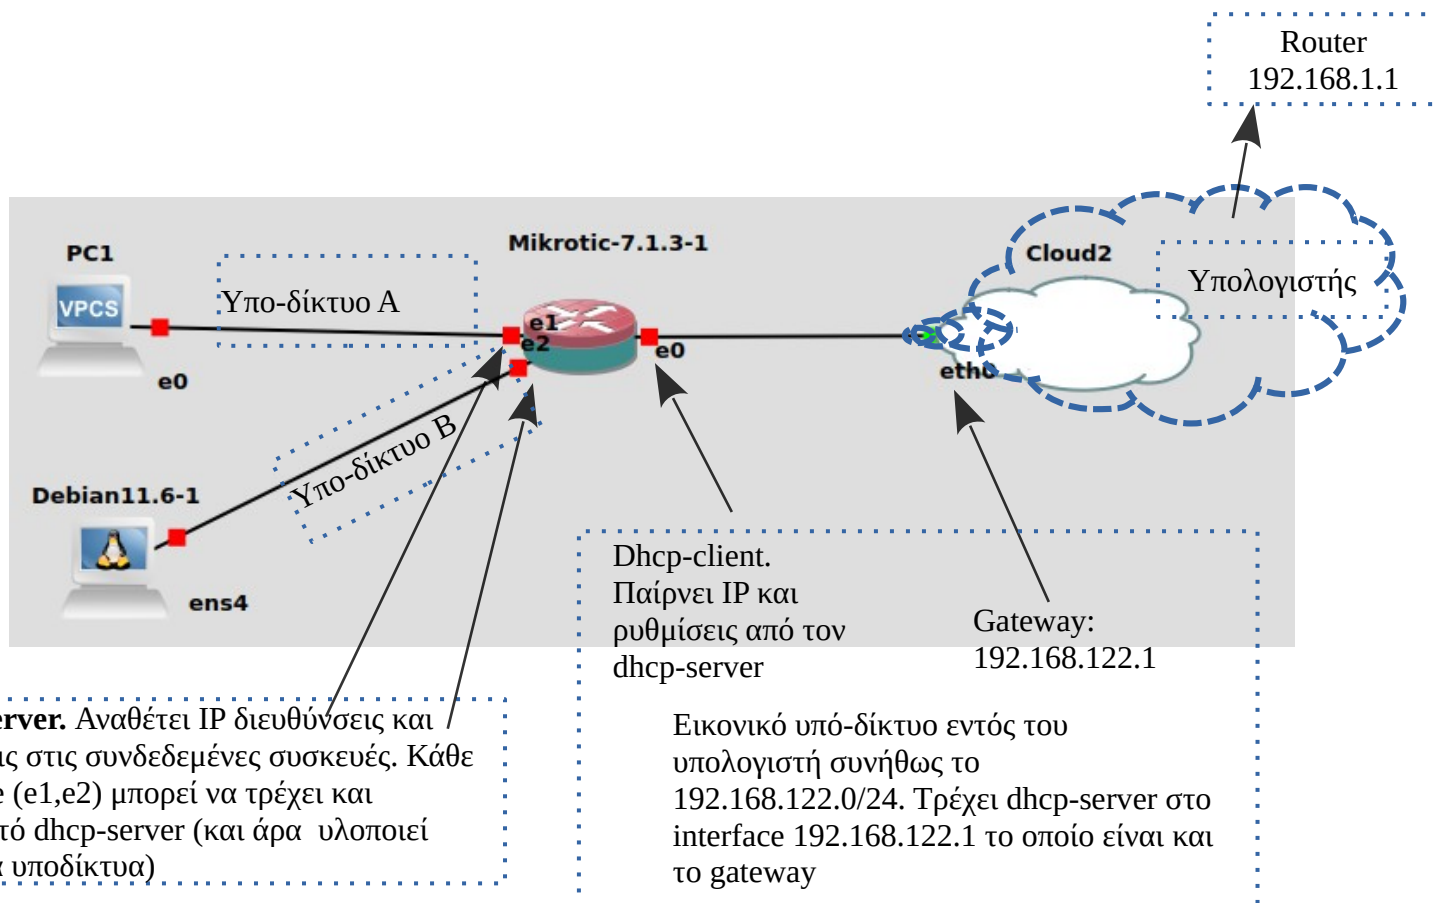 Router
192.168.1.1
PC1
VPCS
e0
Υπο-δίκτυο Α
Mikrotic-7.1.3-1
e1
e2
e0
Cloud2
Υπολογιστής
eth0
Υπο-δίκτυο Β
Debian11.6-1
ens4
Dhcp-client.
Παίρνει IP και
ρυθμίσεις από τον
dhcp-server
Gateway:
192.168.122.1
erver. Αναθέτει IP διευθύνσεις και
ις στις συνδεδεμένες συσκευές. Κάθε
e (e1,e2) μπορεί να τρέχει και
τό dhcp-server (και άρα υλοποιεί
υποδίκτυα)
Εικονικό υπό-δίκτυο εντός του
υπολογιστή συνήθως το
192.168.122.0/24. Τρέχει dhcp-server στο
interface 192.168.122.1 το οποίο είναι και
το gateway